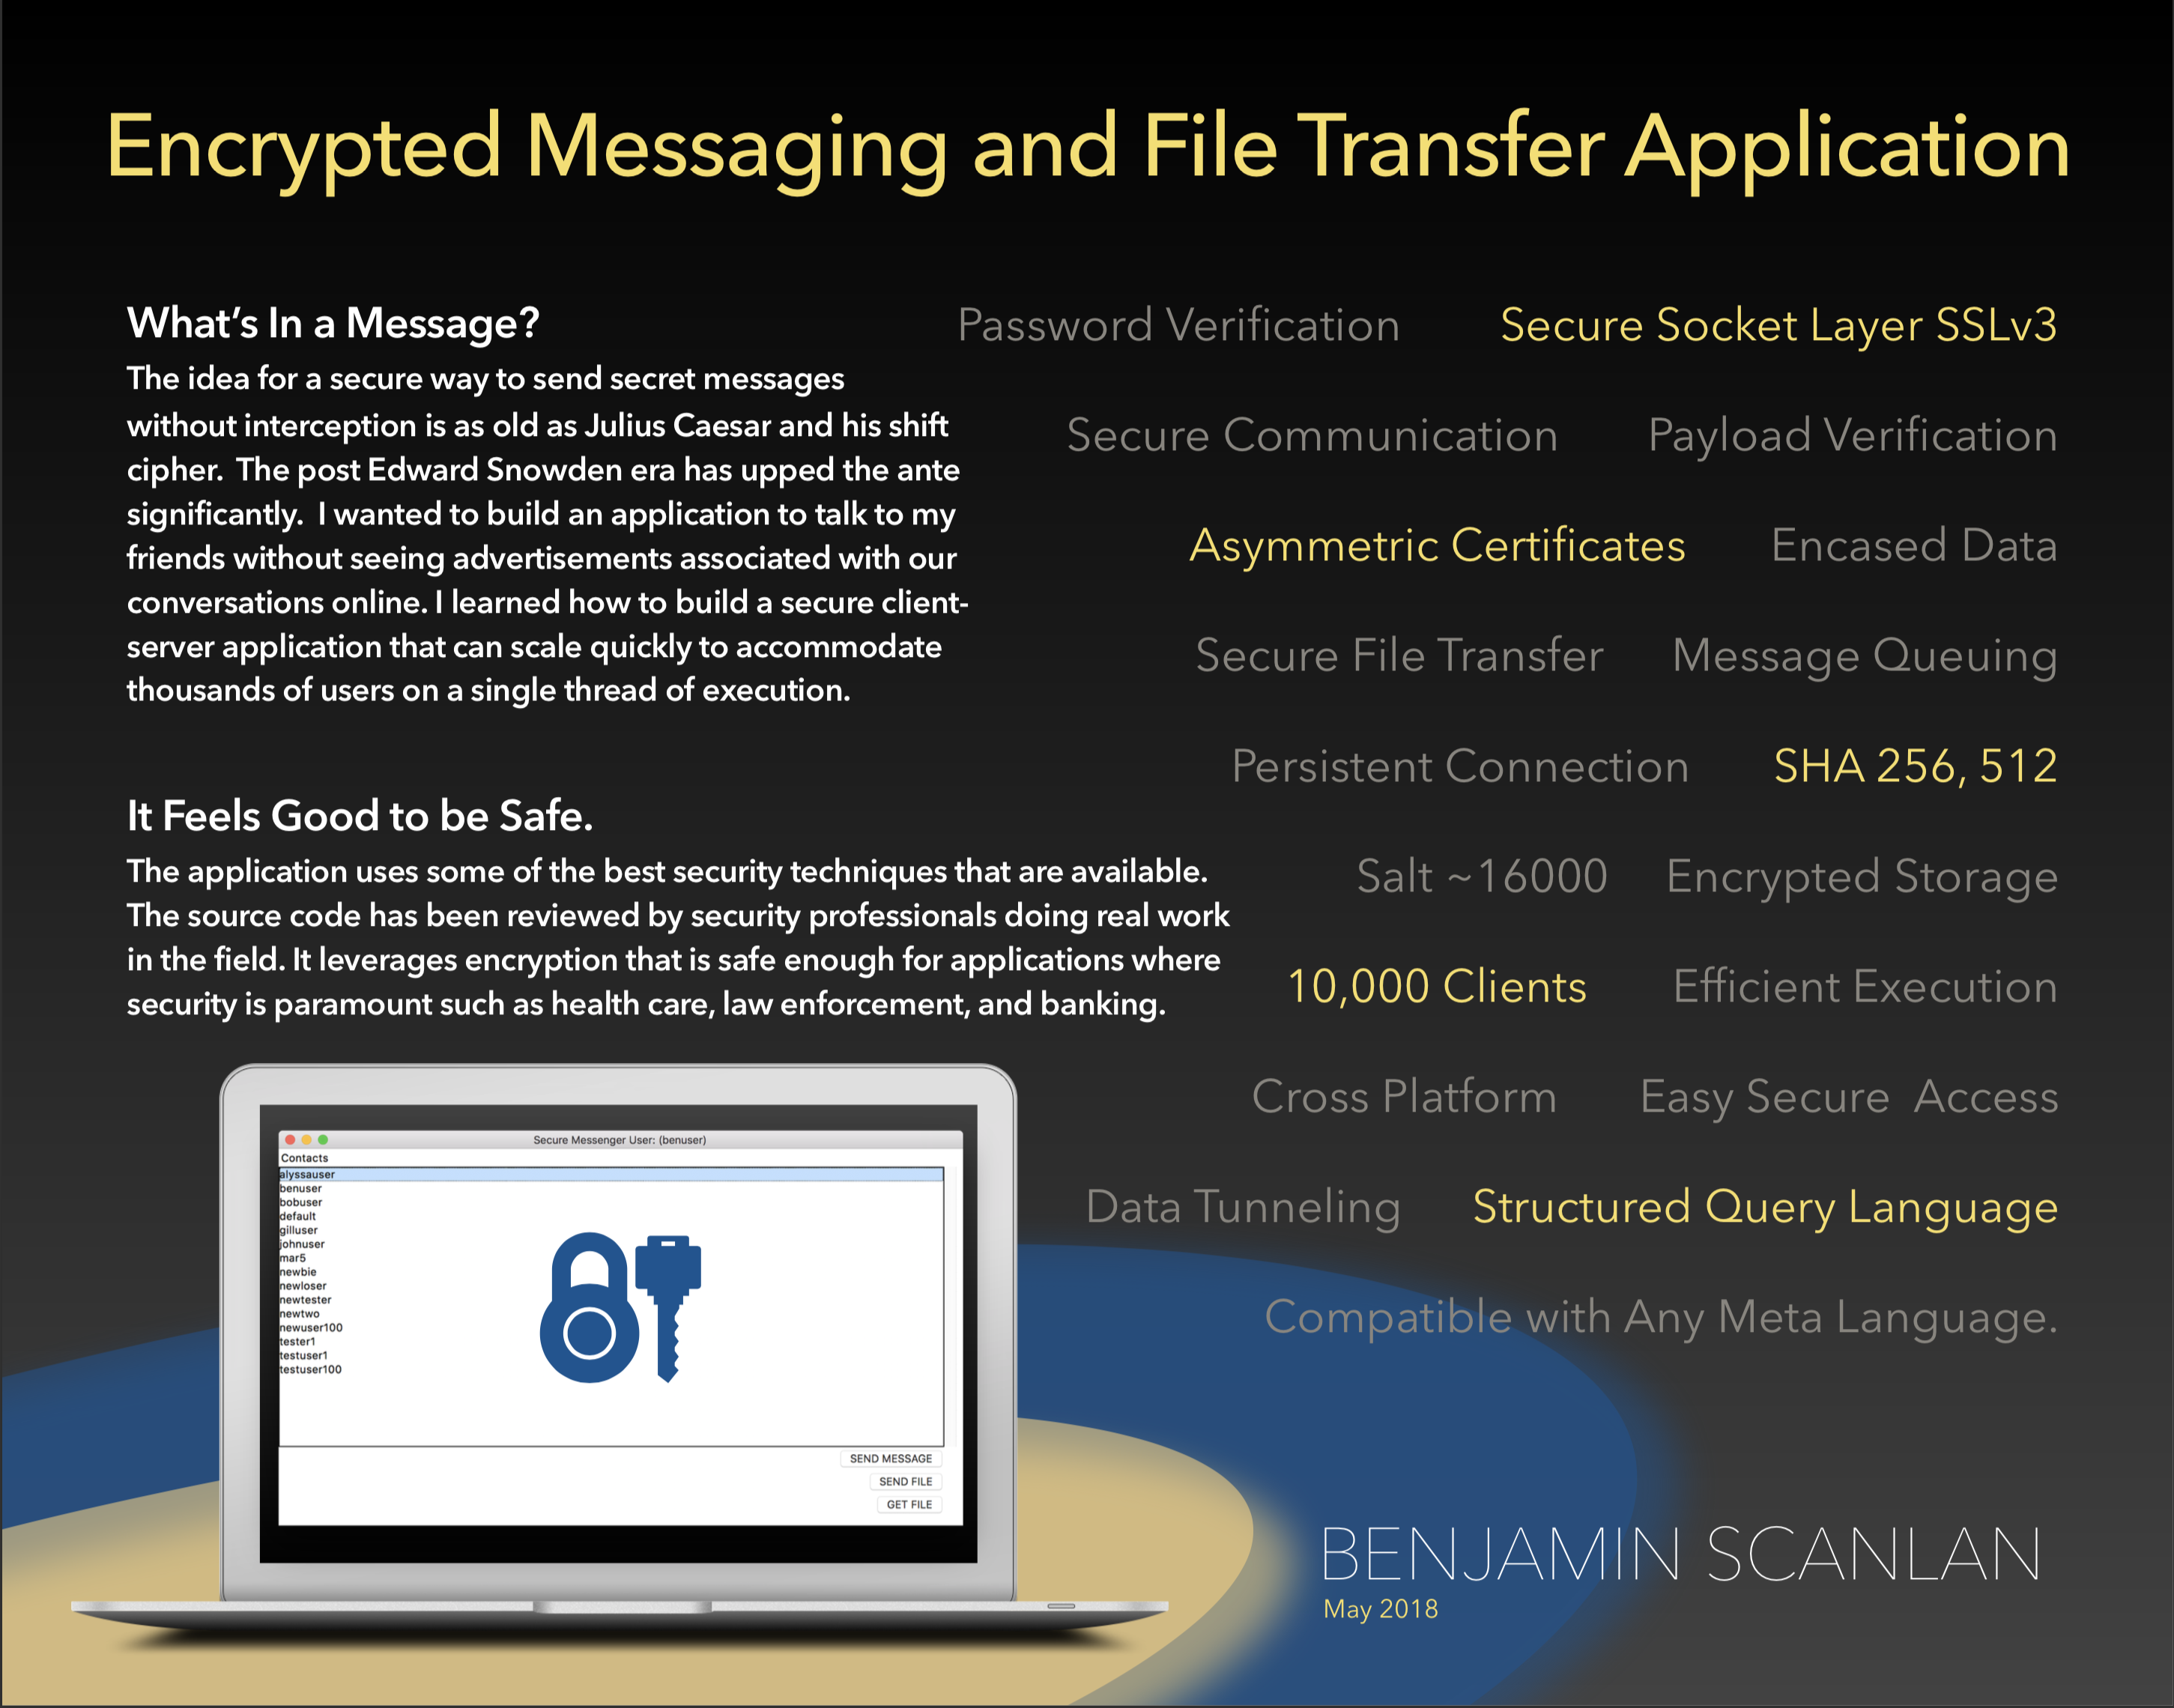 Encrypted Messaging and File Transfer Application
What's In a Message?
The idea for a secure way to send secret messages
without interception is as old as Julius Caesar and his shift
cipher.  The post Edward Snowden era has upped the ante
significantly.  I wanted to build an application to talk to my
friends without seeing advertisements associated with our
conversations online. I learned how to build a secure client-
server application that can scale quickly to accommodate
thousands of users on a single thread of execution.
It Feels Good to be Safe.
The application uses some of the best security techniques that are available.
The source code has been reviewed by security professionals doing real work
in the field. It leverages encryption that is safe enough for applications where
security is paramount such as health care, law enforcement, and banking.
Password Verification Secure Socket Layer SSLv3
Secure Communication Payload Verification
Asymmetric Certificates Encased Data
Secure File Transfer Message Queuing
Persistent Connection SHA 256, 512
Salt ~16000 Encrypted Storage
10,000 Clients Efficient Execution
Cross Platform Easy Secure  Access
Data Tunneling Structured Query Language
Compatible with Any Meta Language.
Secure Messenger User: (benuser)
Contacts
alyssauser
benuser
bobuser
default
gilluser
johnuser
mar5
newbie
newloser
newtester
newtwo
newuser100
tester1
testuser1
testuser100
SEND MESSAGE
SEND FILE
GET FILE
BENJAMIN SCANLAN
May 2018